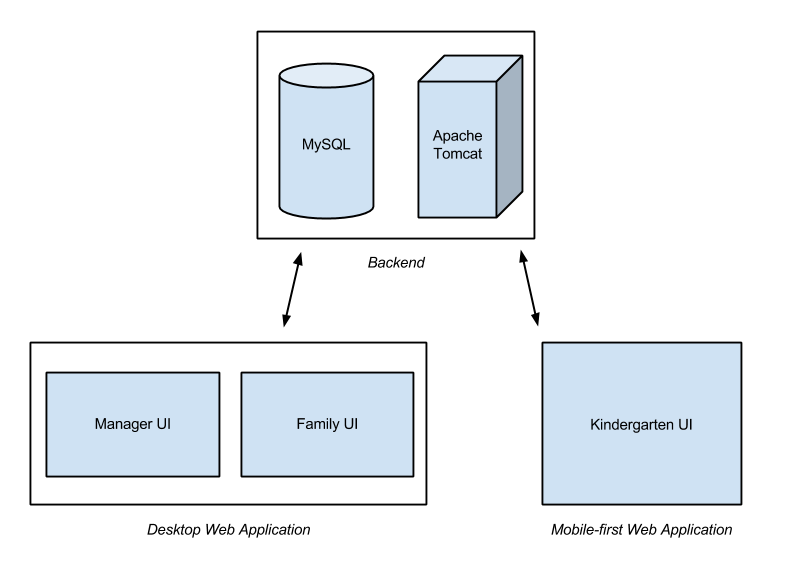 MySQL
Apache
Tomcat
Backend
Manager UI
Family UI
Kindergarten UI
Desktop Web Application
Mobile-first Web Application